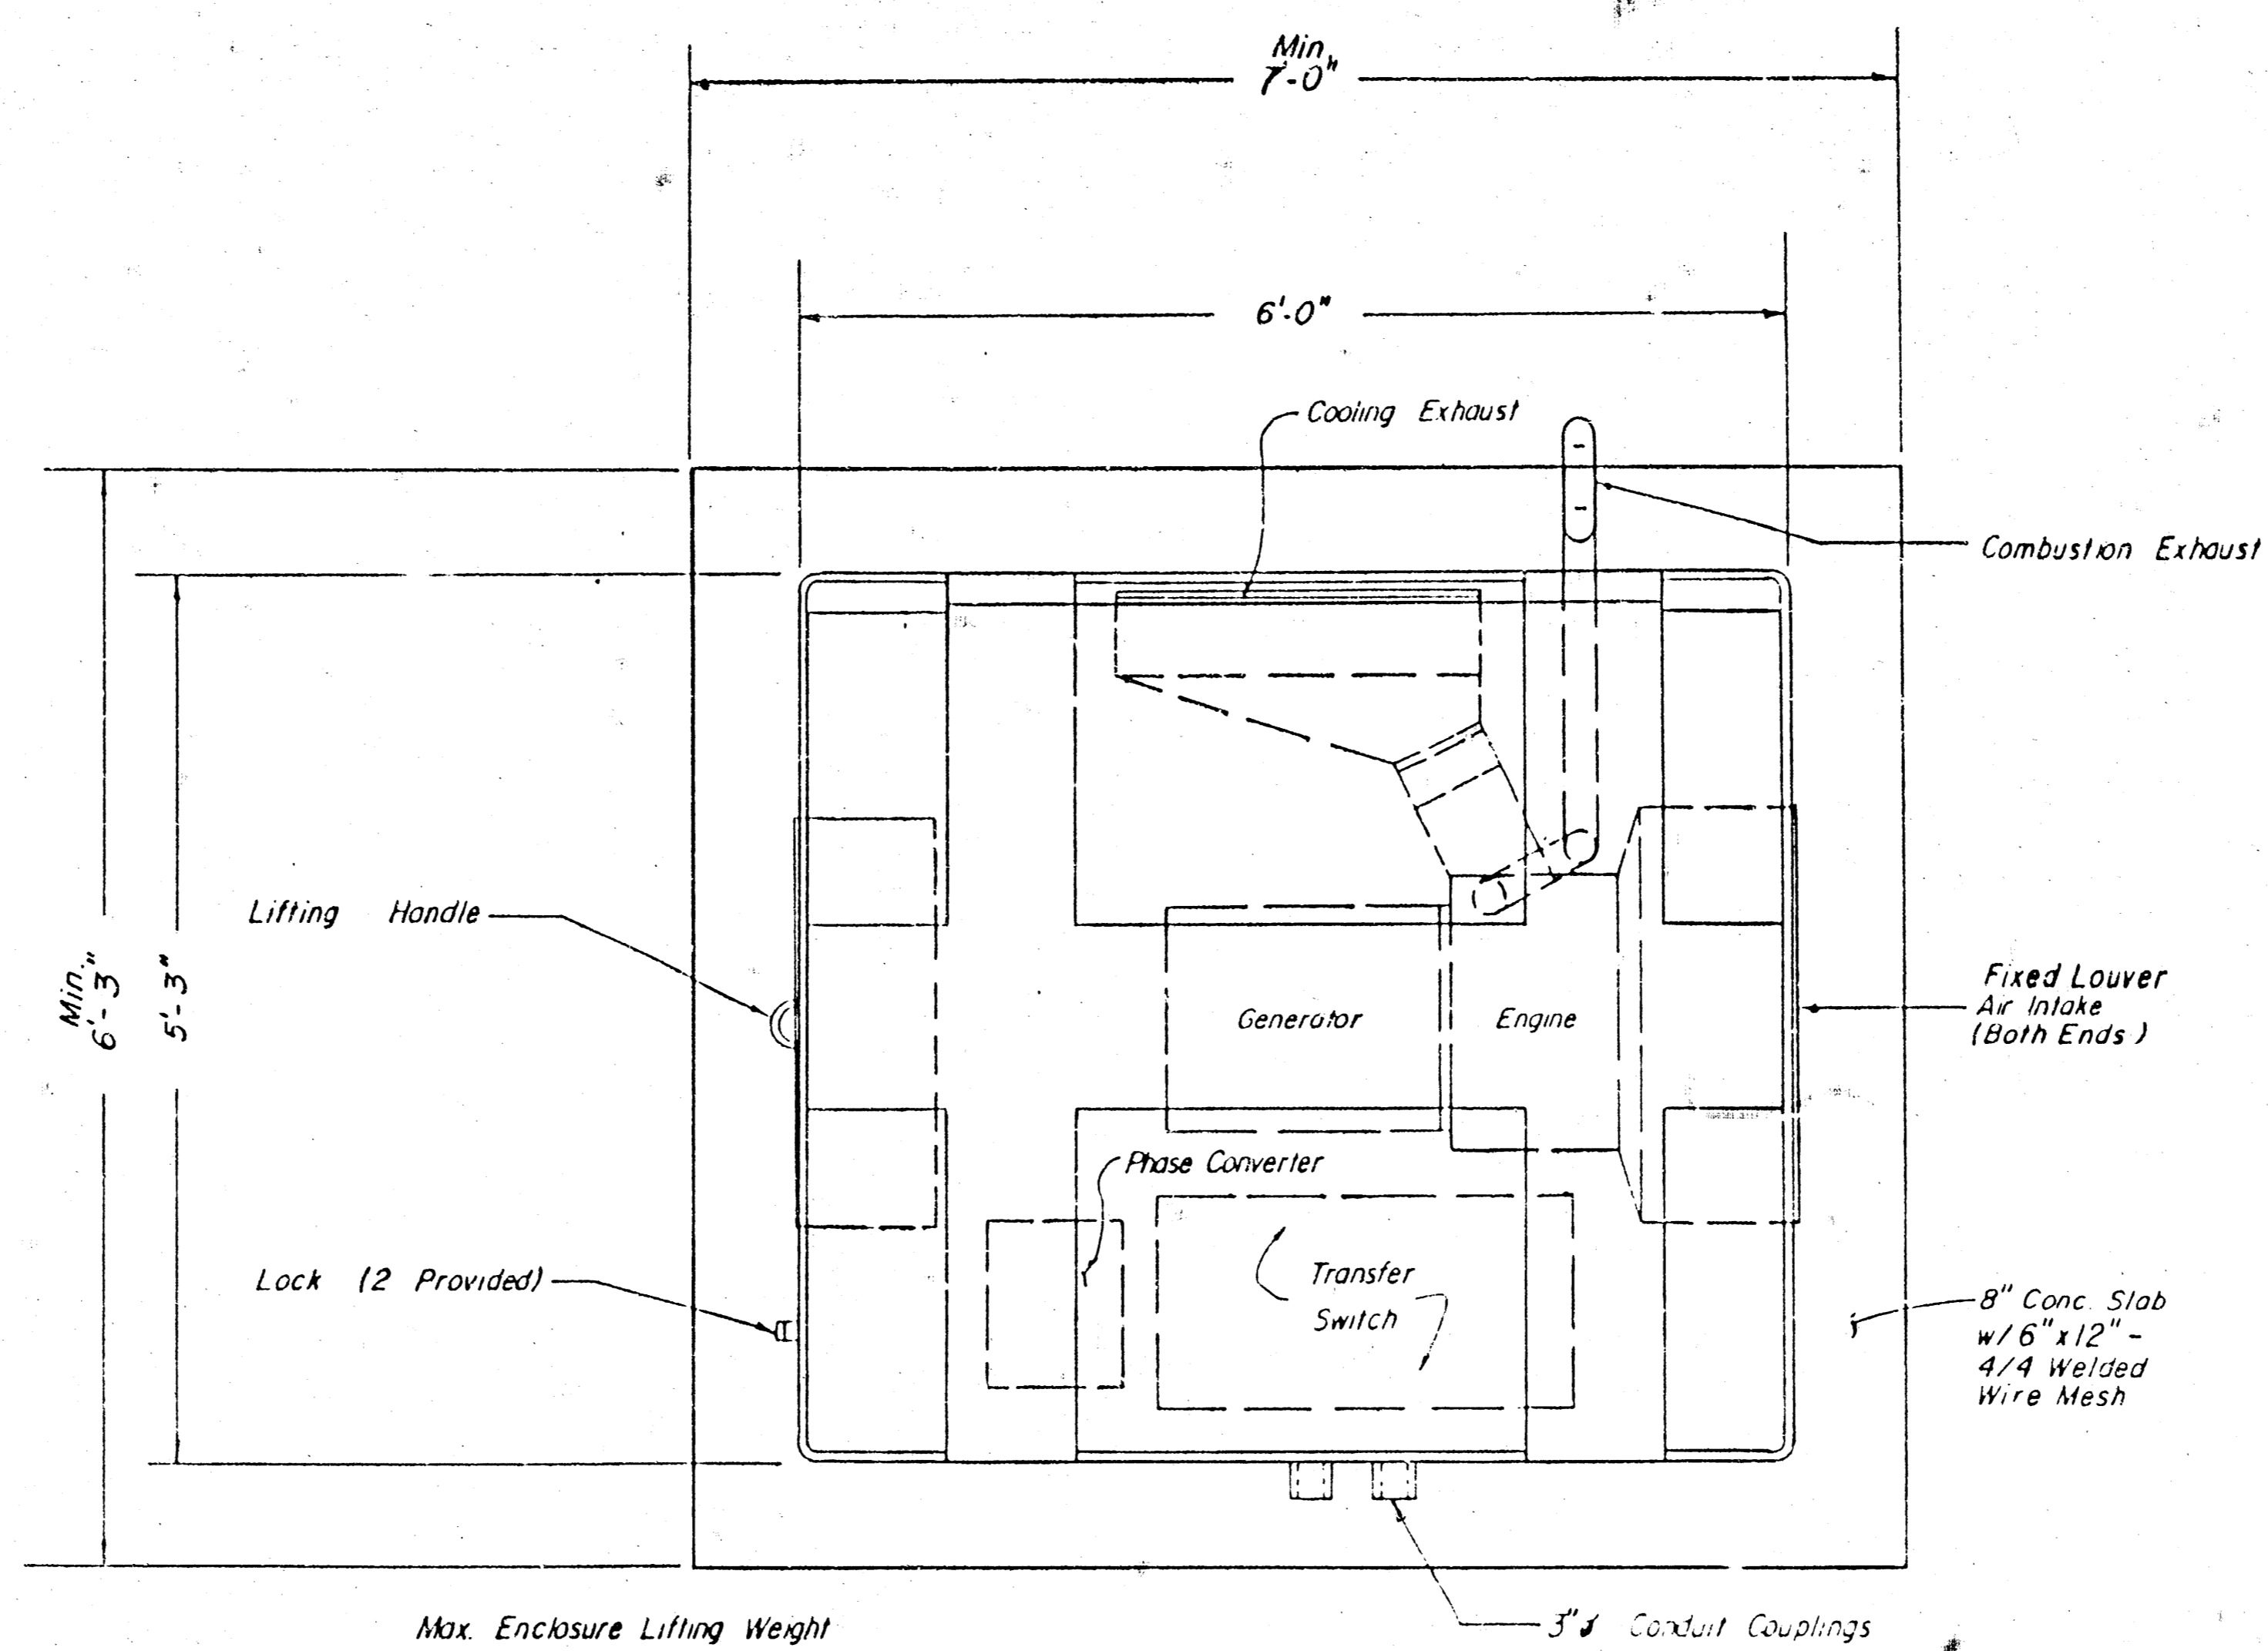 Min.
7'-0"
6'-0"
Cooling Exhaust
Combustion Exhaust
Lifting Handle
Min.
6'-3"
5'-3"
Generator
Engine
Fixed Louver
Air Intake
(Both Ends)
Phase Converter
Lock (2 Provided)
Transfer
Switch
8" Conc. Slab
w/6"x12"-
4/4 Welded
Wire Mesh
Max. Enclosure Lifting Weight
3" Conduit Couplings